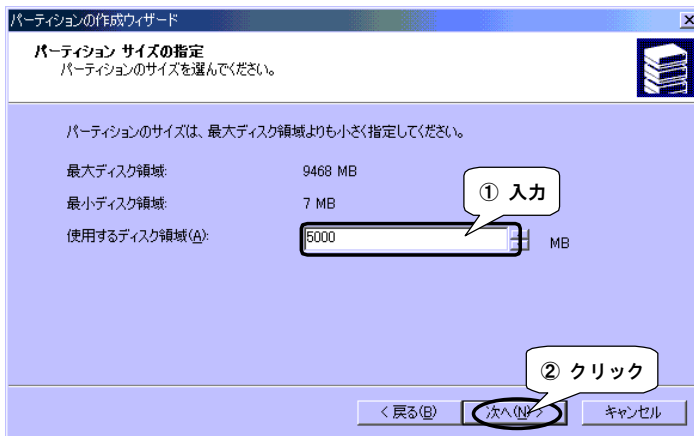 パーティションの作成ウィザード
パーティション サイズの指定
パーティションのサイズを選んでください。
パーティションのサイズは、最大ディスク領域よりも小さく指定してください。
最大ディスク領域: 9468 MB
最小ディスク領域: 7 MB
① 入力
使用するディスク領域(A): 5000 MB
② クリック
< 戻る(B) 次へ(N) > キャンセル